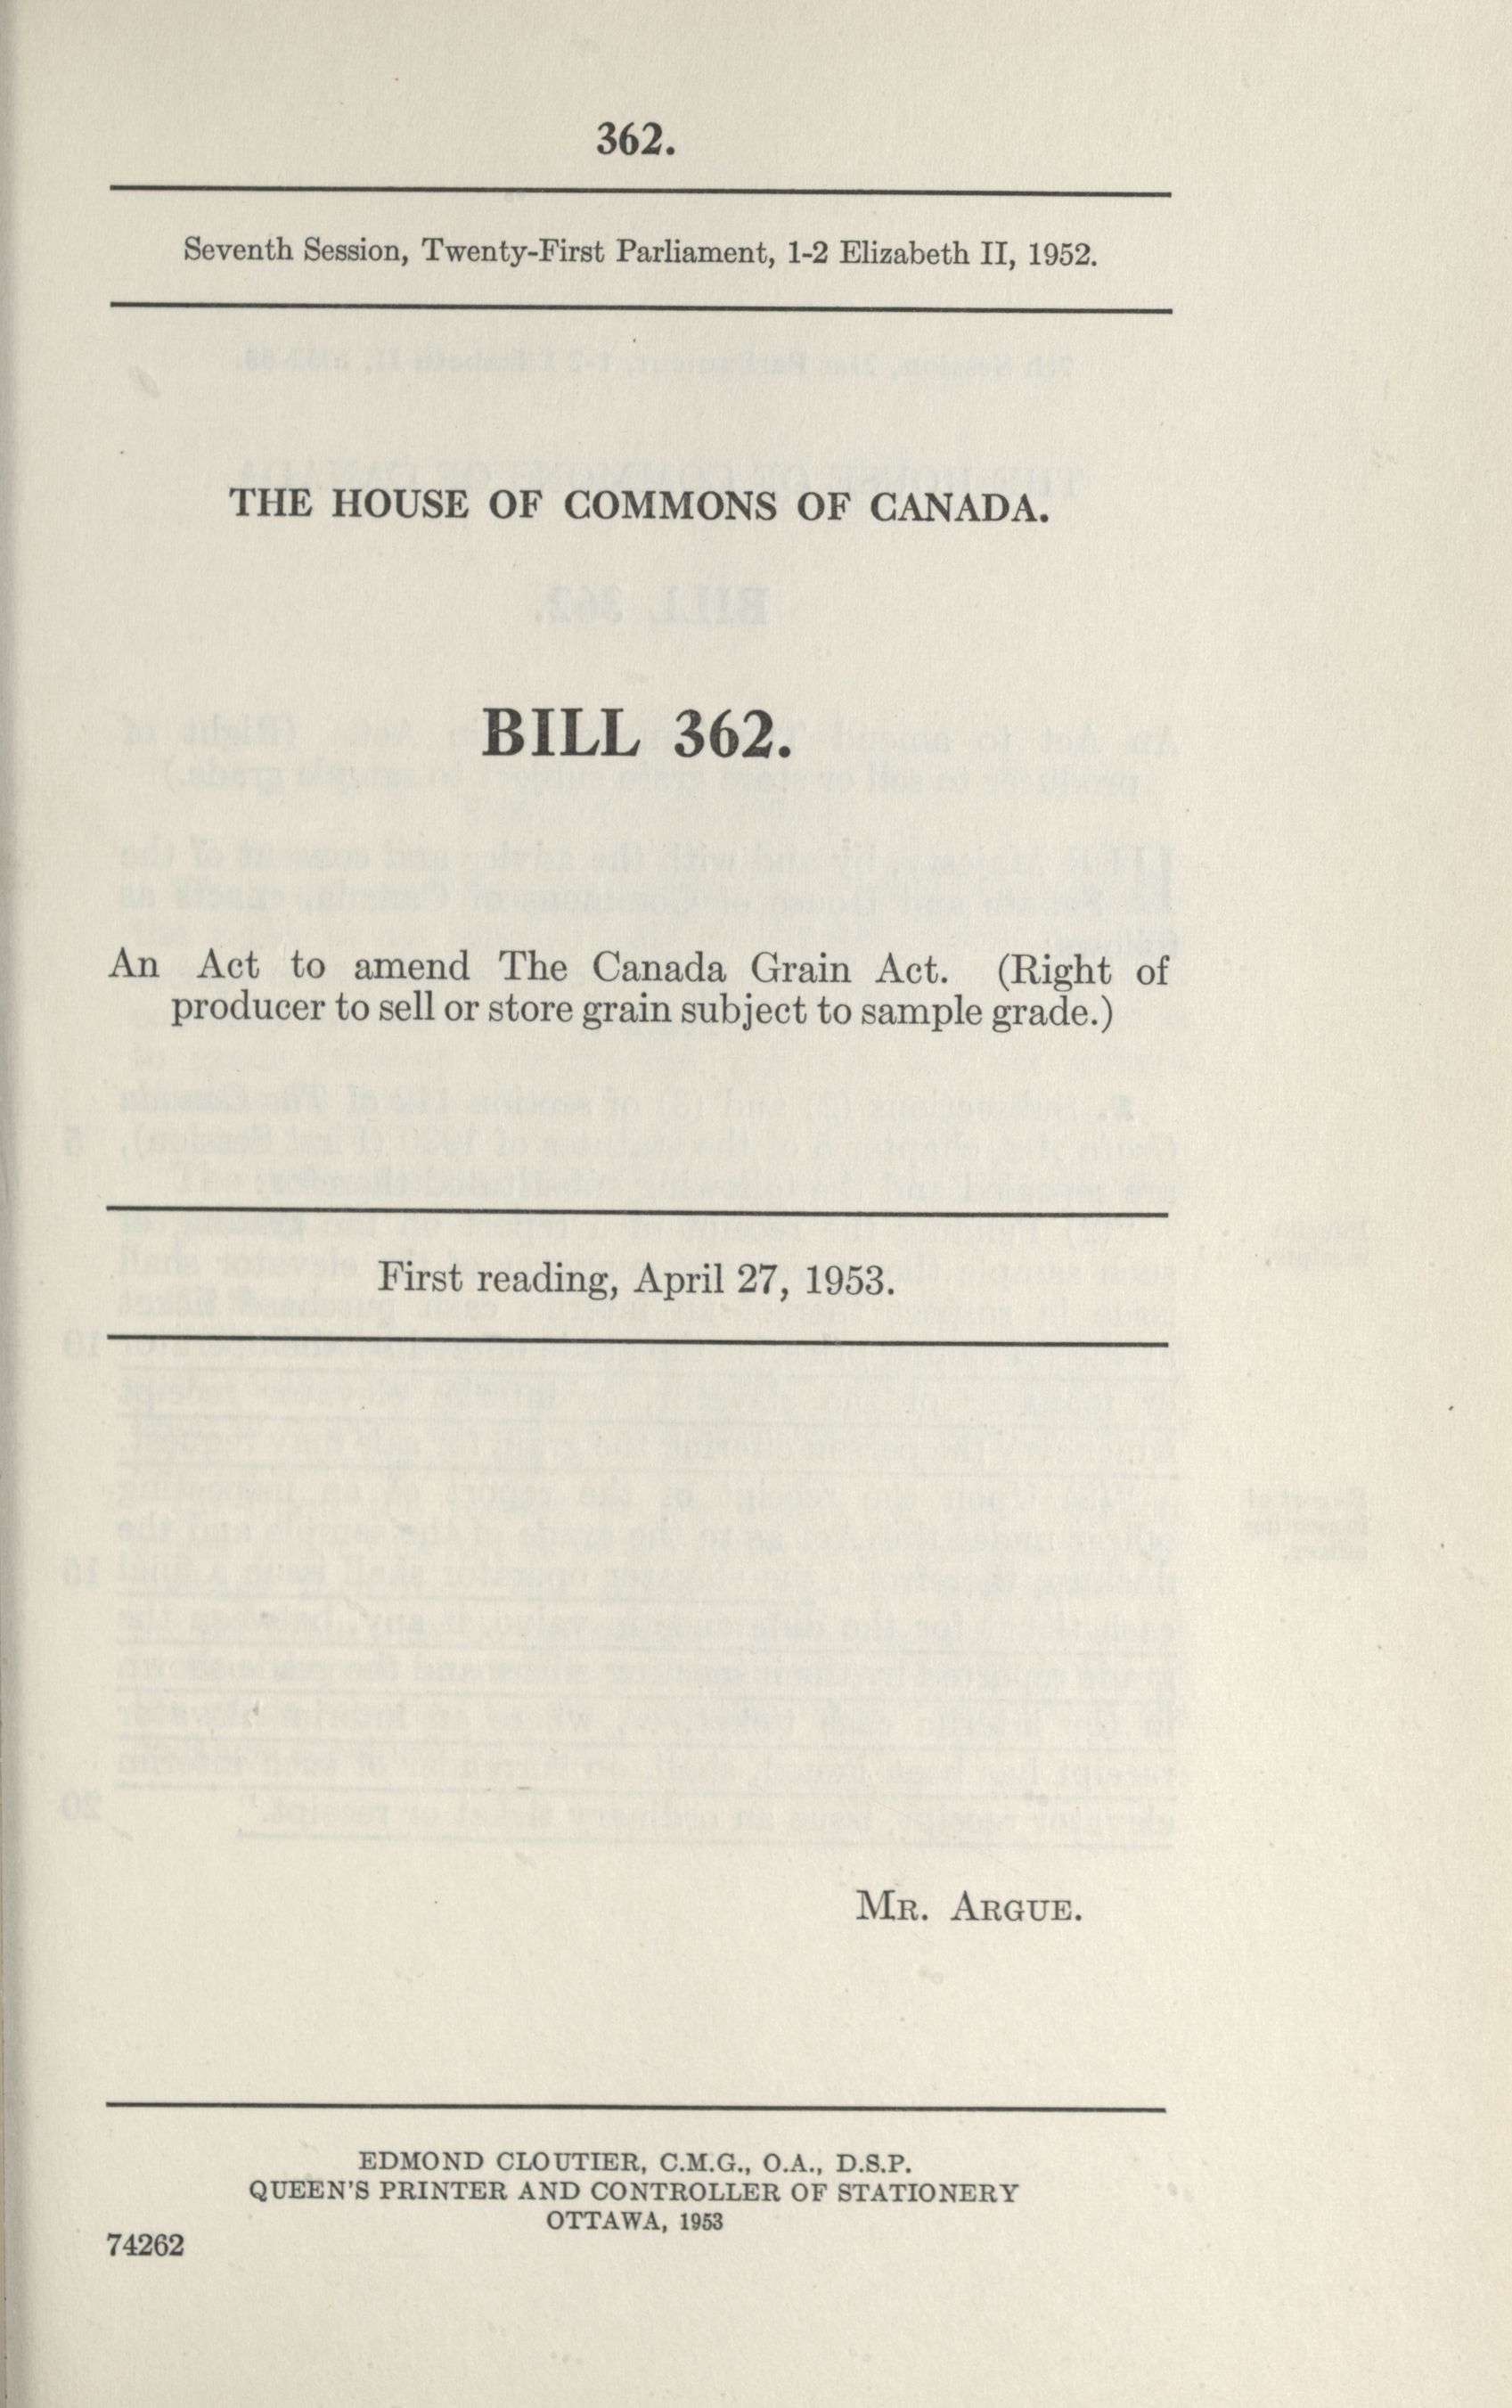 362.
Seventh Session, Twenty-First Parliament, 1-2 Elizabeth II, 1952.
THE HOUSE OF COMMONS OF CANADA.
BILL 362.
An Act to amend The Canada Grain Act. (Right of
producer to sell or store grain subject to sample grade.)
First reading, April 27, 1953.
MR. ARGUE.
EDMOND CLOUTIER, C.M.G., O.A., D.S.P.
QUEEN'S PRINTER AND CONTROLLER OF STATIONERY
OTTAWA, 1953
74262